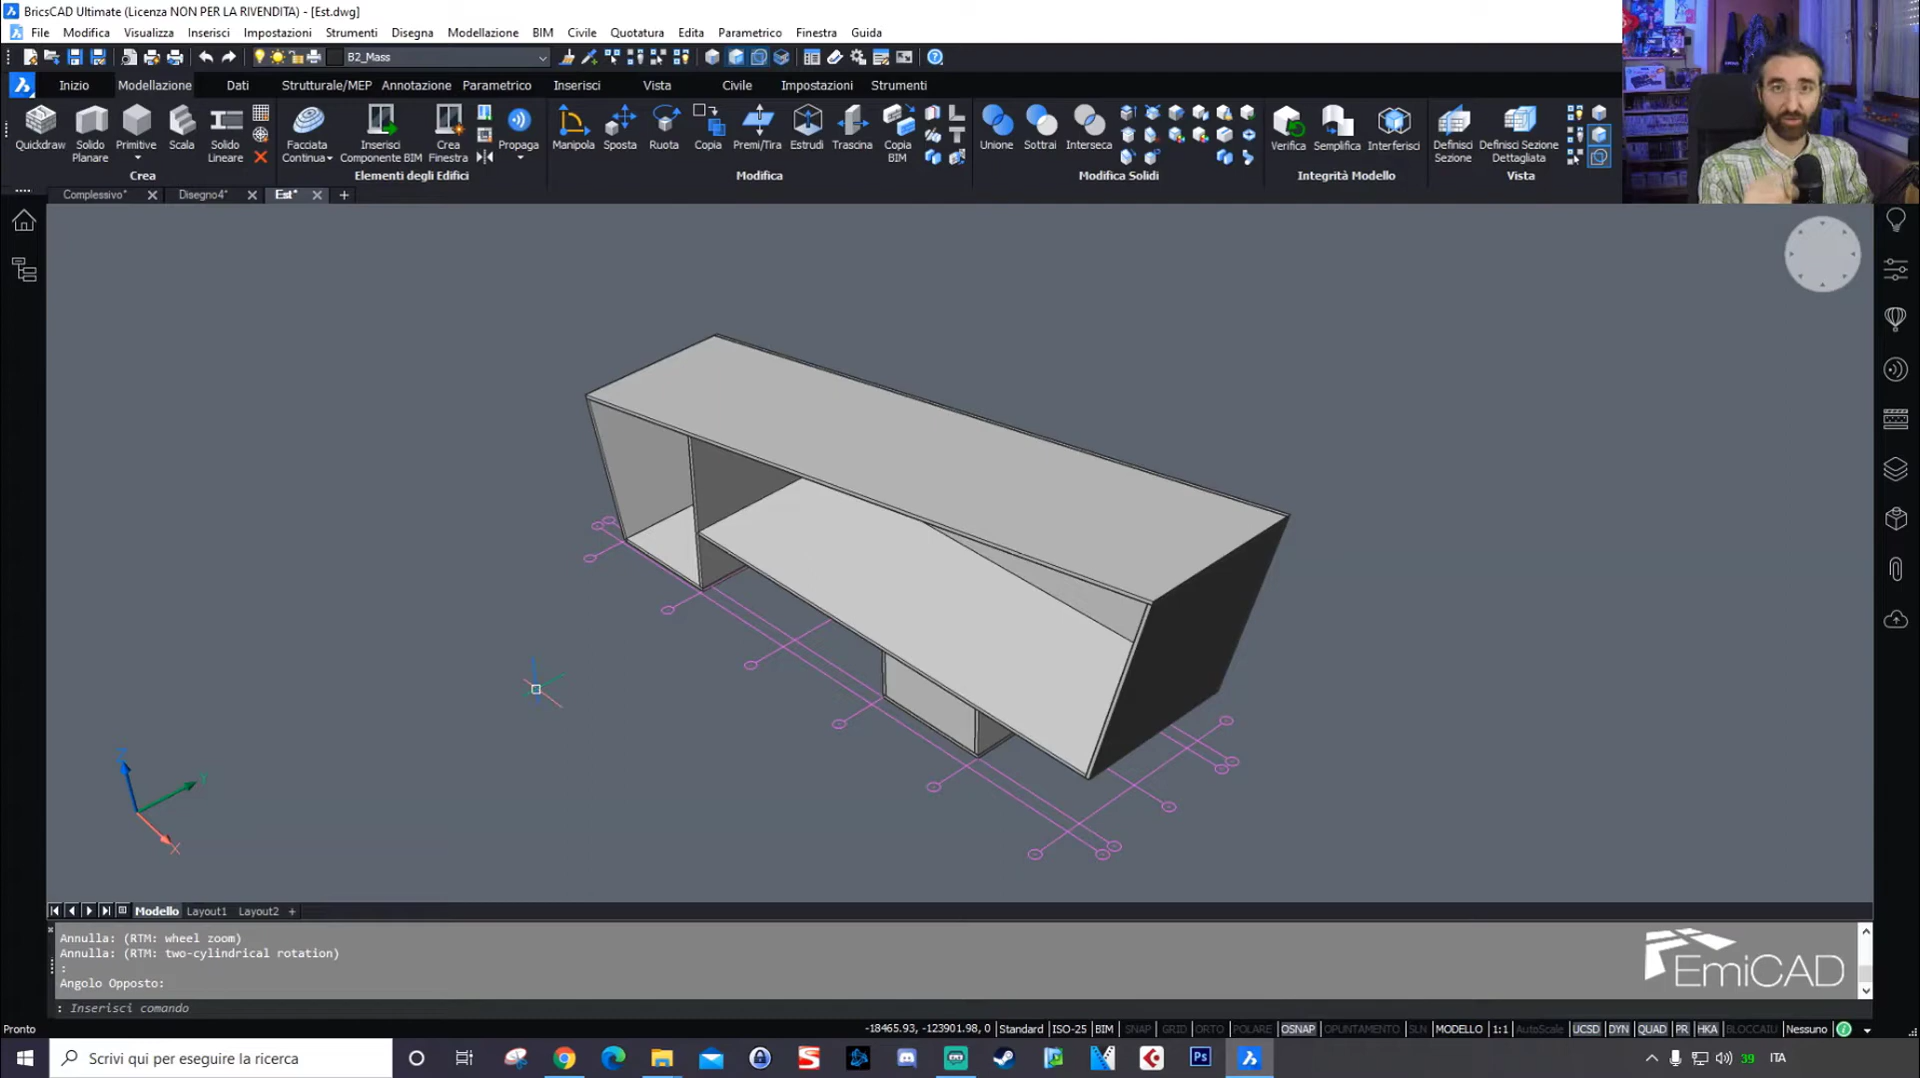 BricsCAD Ultimate (Licenza NON PER LA RIVENDITA) - [Est.dwg]
File Modifica Visualizza Inserisci Impostazioni Strumenti Disegna Modellazione BIM Civile Quotatura Edita Parametrico Finestra Guida
B2_Mass
Inizio Modellazione Dati Strutturale/MEP Annotazione Parametrico Inserisci Vista Civile Impostazioni Strumenti
Quickdraw Solido Planare Primitive Scala Solido Lineare Facciata Continua Inserisci Componente BIM Crea Finestra Propaga Manipola Sposta Ruota Copia Premi/Tira Estrudi Trascina Copia BIM Unione Sottrai Interseca Verifica Semplifica Interferisci Definisci Sezione Definisci Sezione Dettagliata
Crea Elementi degli Edifici Modifica Modifica Solidi Integrità Modello Vista
Complessivo* Disegno4* Est*
X
Modello Layout1 Layout2 +
Annulla: (RTM: wheel zoom)
Annulla: (RTM: two-cylindrical rotation)
:
Angolo Opposto:
EmiCAD
: Inserisci comando
Pronto -18465.93, -123901.98, 0 Standard ISO-25 BIM SNAP GRID ORTO POLARE OSNAP OPUNTAMENTO SLN MODELLO 1:1 AutoScale UCSD DYN QUAD PR HKA BLOCCAIU Nessuno
Scrivi qui per eseguire la ricerca Ps 39 ITA